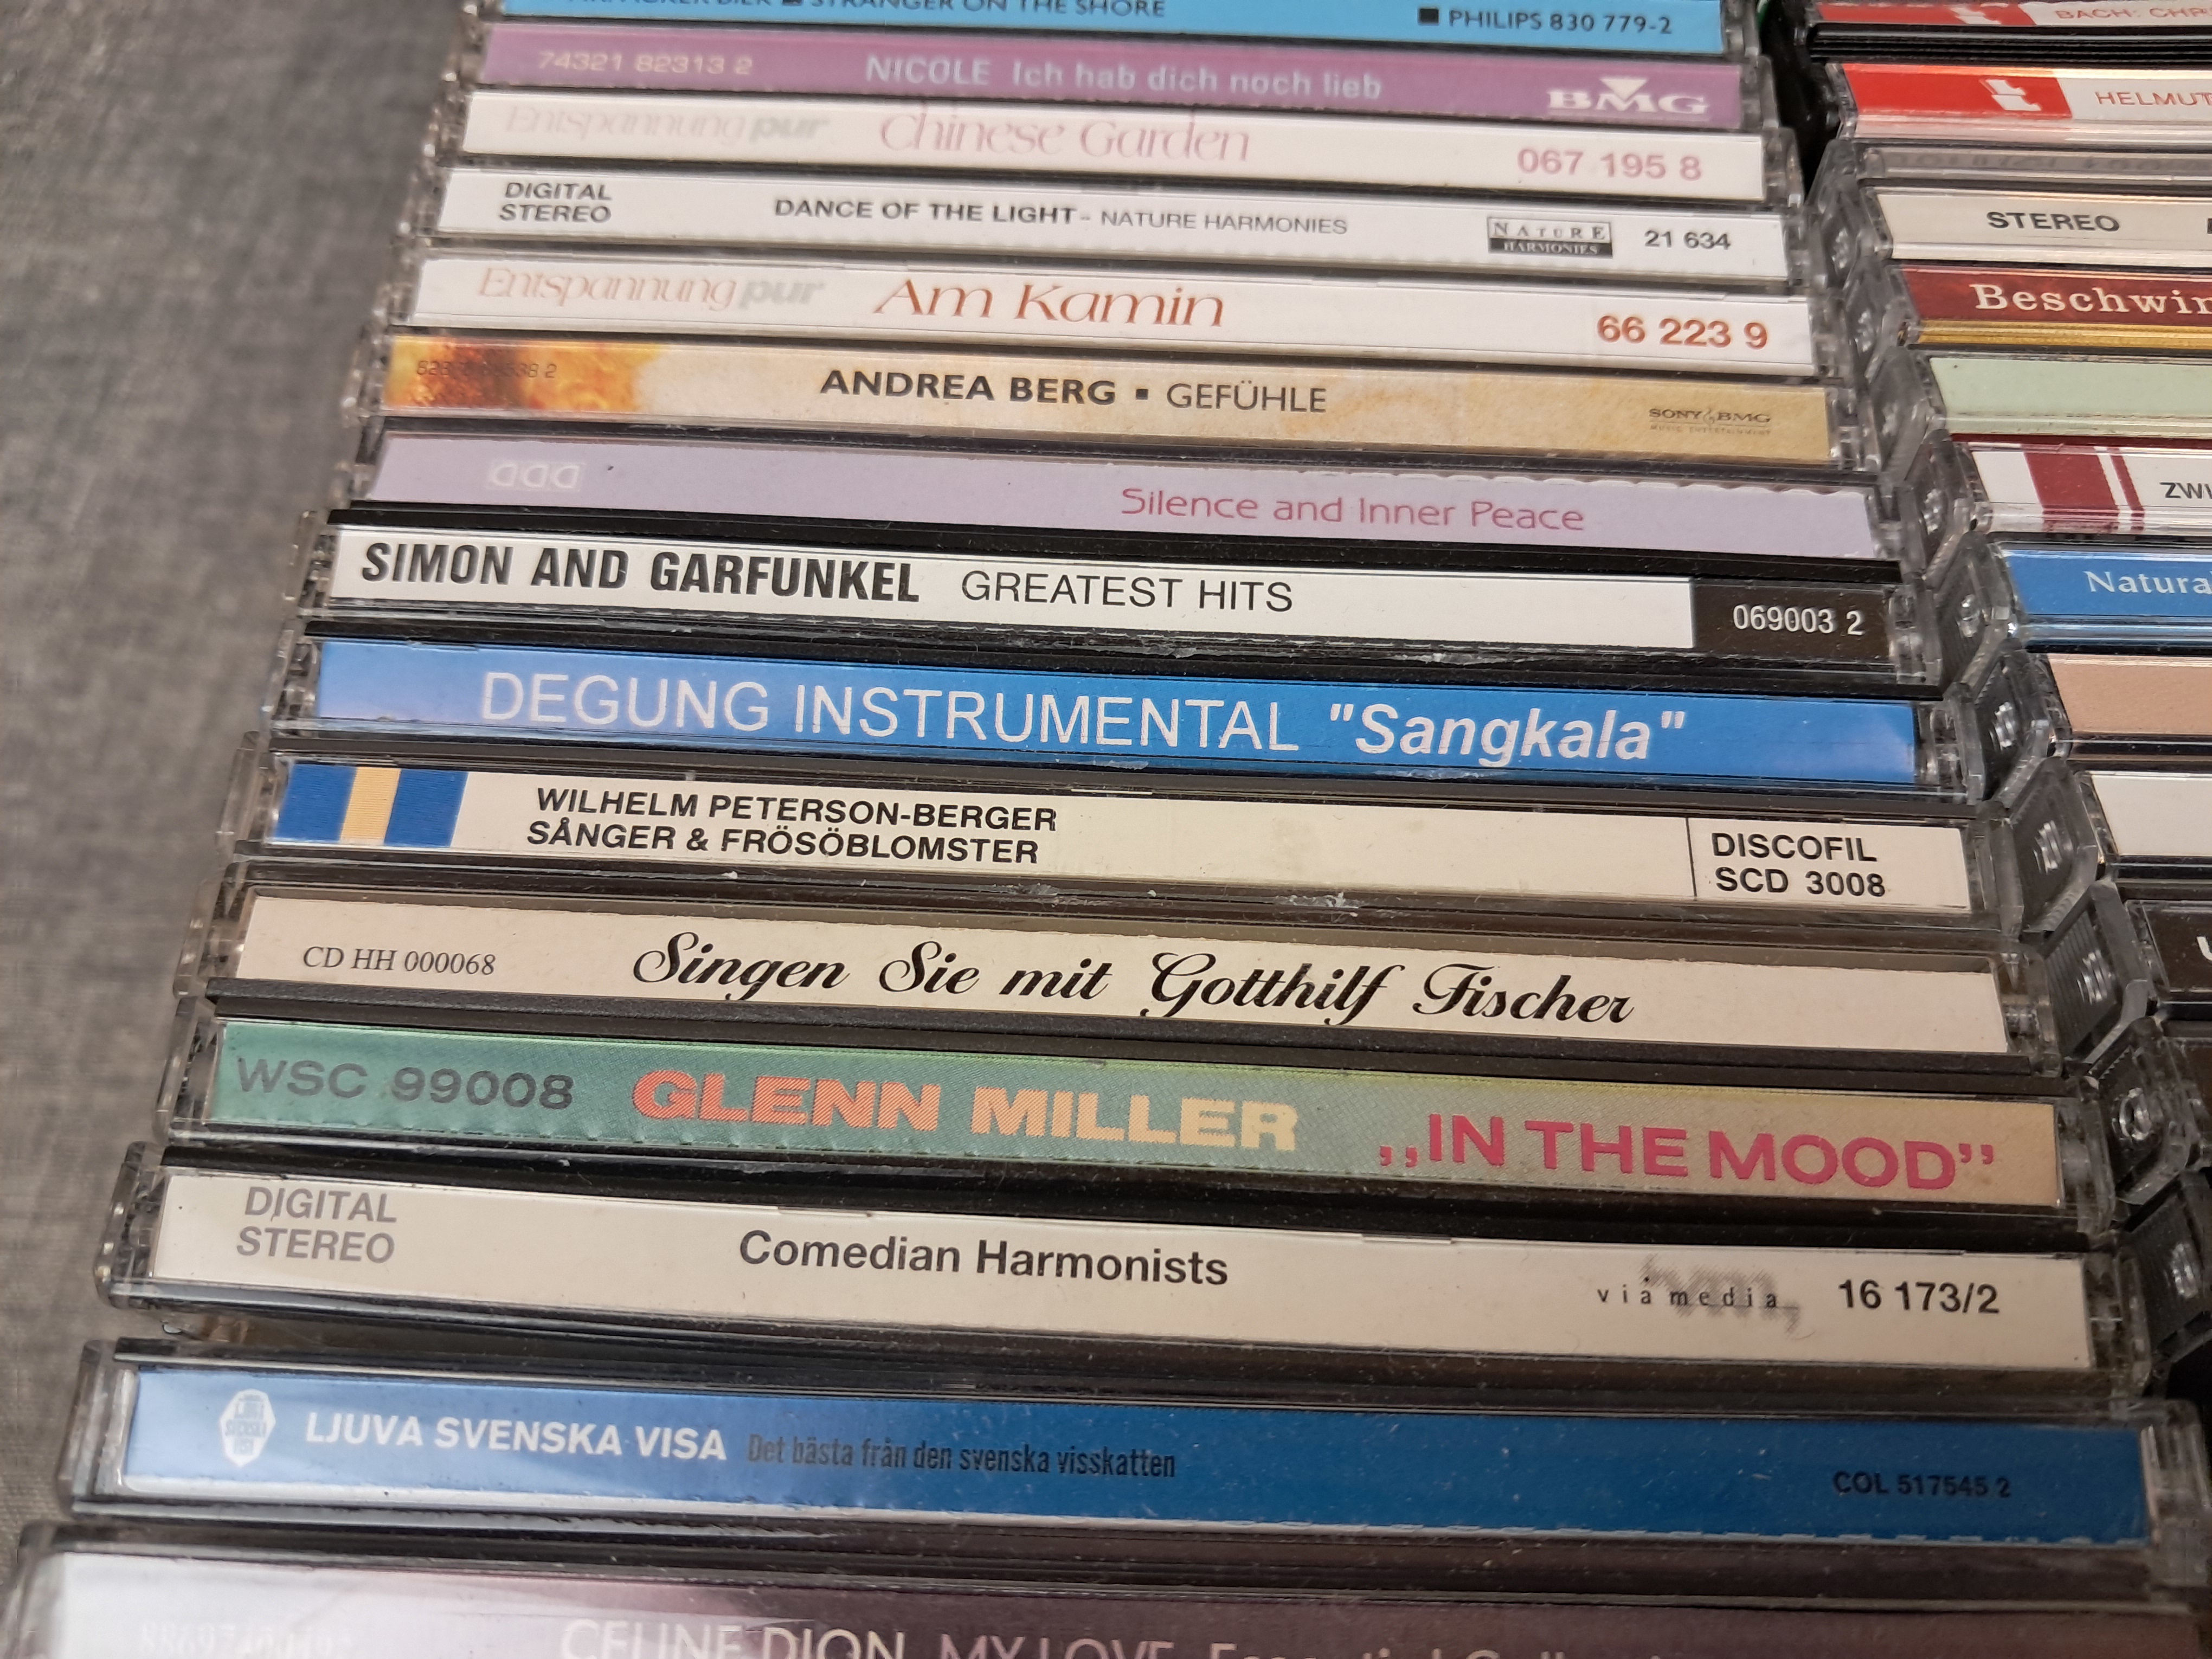 STRANGER ON THE SHORE
PHILIPS 830 779-2
74321 82313 2 NICOLE Ich hab dich noch lieb BMG
Entspannung pur Chinese Garden 067 195 8
DIGITAL
STEREO
DANCE OF THE LIGHT - NATURE HARMONIES
NATURE
HARMONIES
21 634
Entspannung pur Am Kamin 66 223 9
ANDREA BERG ▪ GEFÜHLE
SONY BMG
MUSIC ENTERTAINMENT
DDD
Silence and Inner Peace
SIMON AND GARFUNKEL GREATEST HITS 069003 2
DEGUNG INSTRUMENTAL "Sangkala"
WILHELM PETERSON-BERGER
SÅNGER & FRÖSÖBLOMSTER
DISCOFIL
SCD 3008
CD HH 000068 Singen Sie mit Gotthilf Fischer
WSC 99008 GLENN MILLER „IN THE MOOD”
DIGITAL
STEREO
Comedian Harmonists
via media
16 173/2
LJUVA SVENSKA VISA Det bästa från den svenska visskatten
COL 517545 2
CELINE DION MY LOVE
BACH: CHR
HELMUT
STEREO
Beschwin
ZWI
Natural